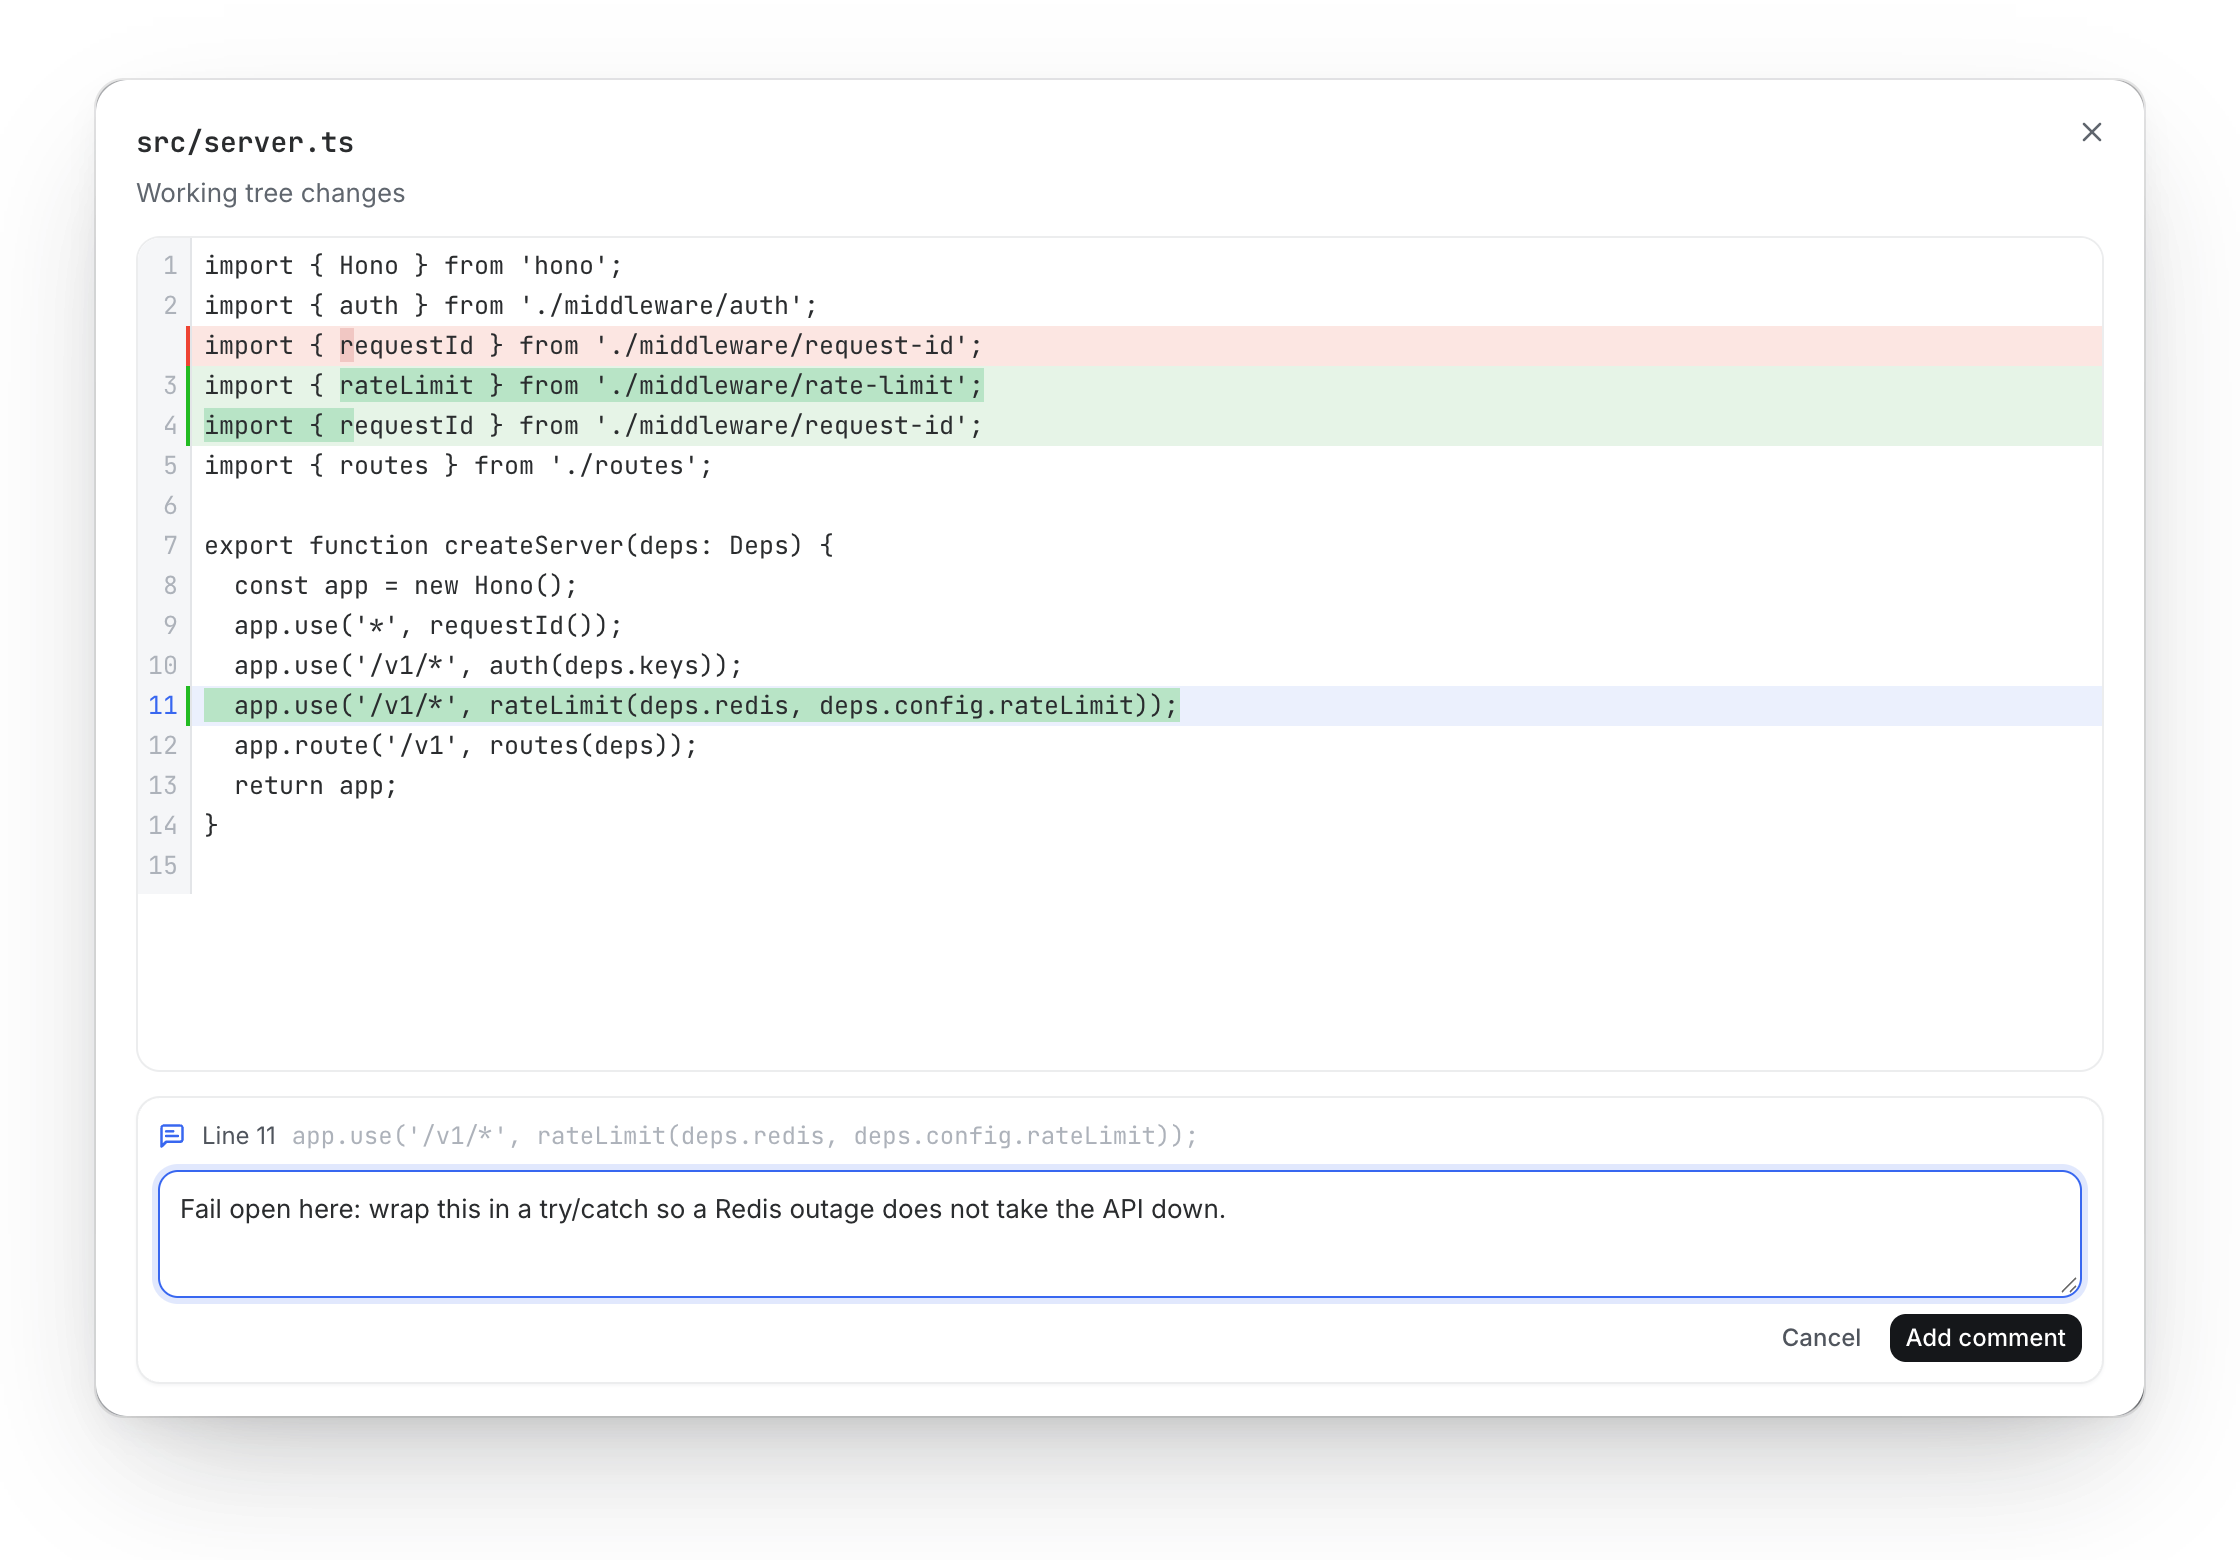 src/server.ts
Working tree changes
1 import { Hono } from 'hono';
2 import { auth } from './middleware/auth';
import { requestId } from './middleware/request-id';
3 import { rateLimit } from './middleware/rate-limit';
4 import { requestId } from './middleware/request-id';
5 import { routes } from './routes';
6
7 export function createServer(deps: Deps) {
8   const app = new Hono();
9   app.use('*', requestId());
10   app.use('/v1/*', auth(deps.keys));
11   app.use('/v1/*', rateLimit(deps.redis, deps.config.rateLimit));
12   app.route('/v1', routes(deps));
13   return app;
14 }
15
Line 11 app.use('/v1/*', rateLimit(deps.redis, deps.config.rateLimit));
Fail open here: wrap this in a try/catch so a Redis outage does not take the API down.
Cancel Add comment